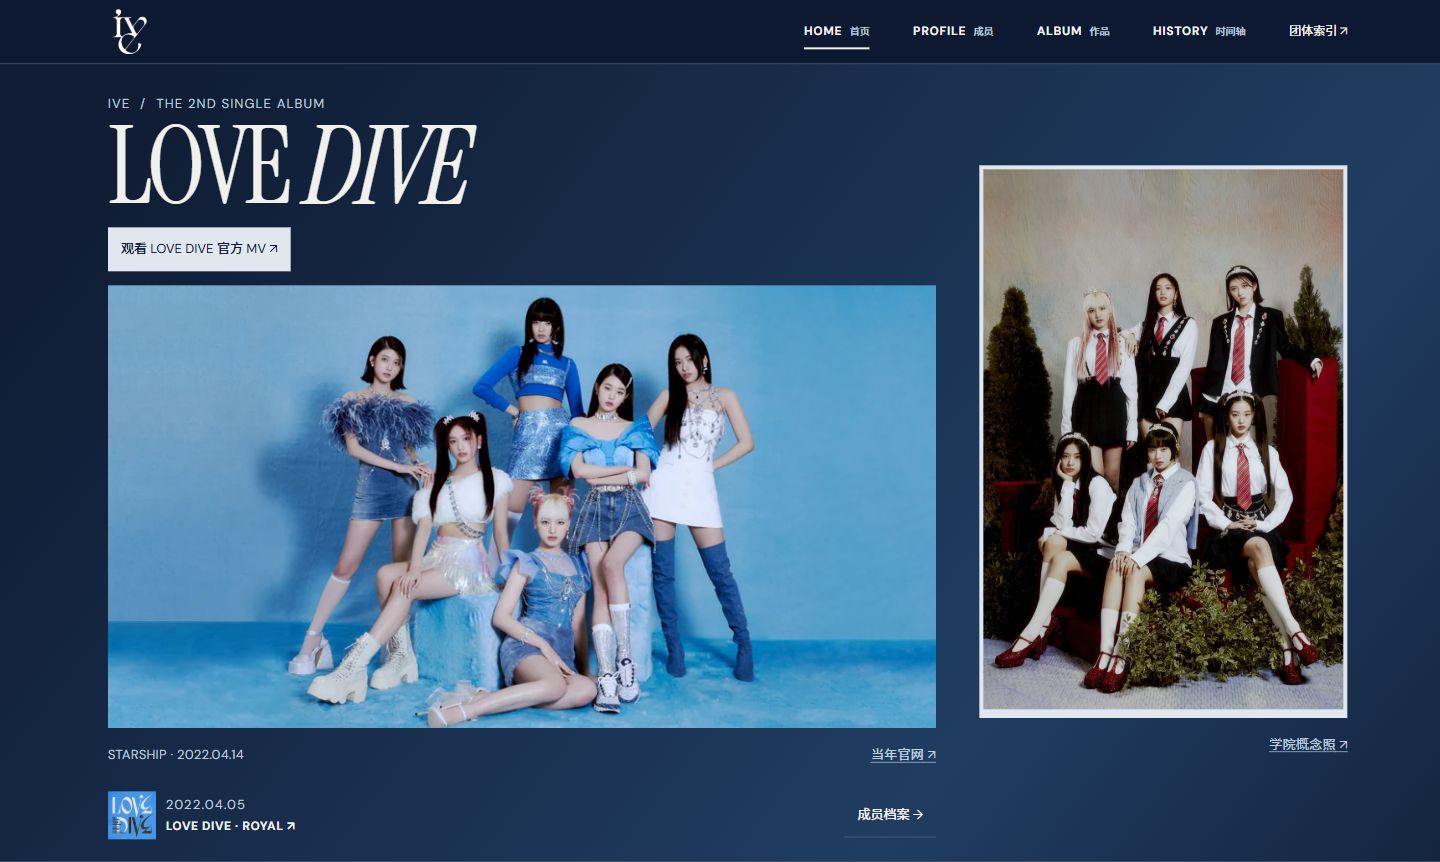 ive
HOME 首页
PROFILE 成员
ALBUM 作品
HISTORY 时间轴
团体索引↗
IVE / THE 2ND SINGLE ALBUM
LOVE DIVE
观看 LOVE DIVE 官方 MV ↗
STARSHIP · 2022.04.14
当年官网 ↗
学院概念照 ↗
LOVE
DIVE
2022.04.05
LOVE DIVE · ROYAL ↗
成员档案 →